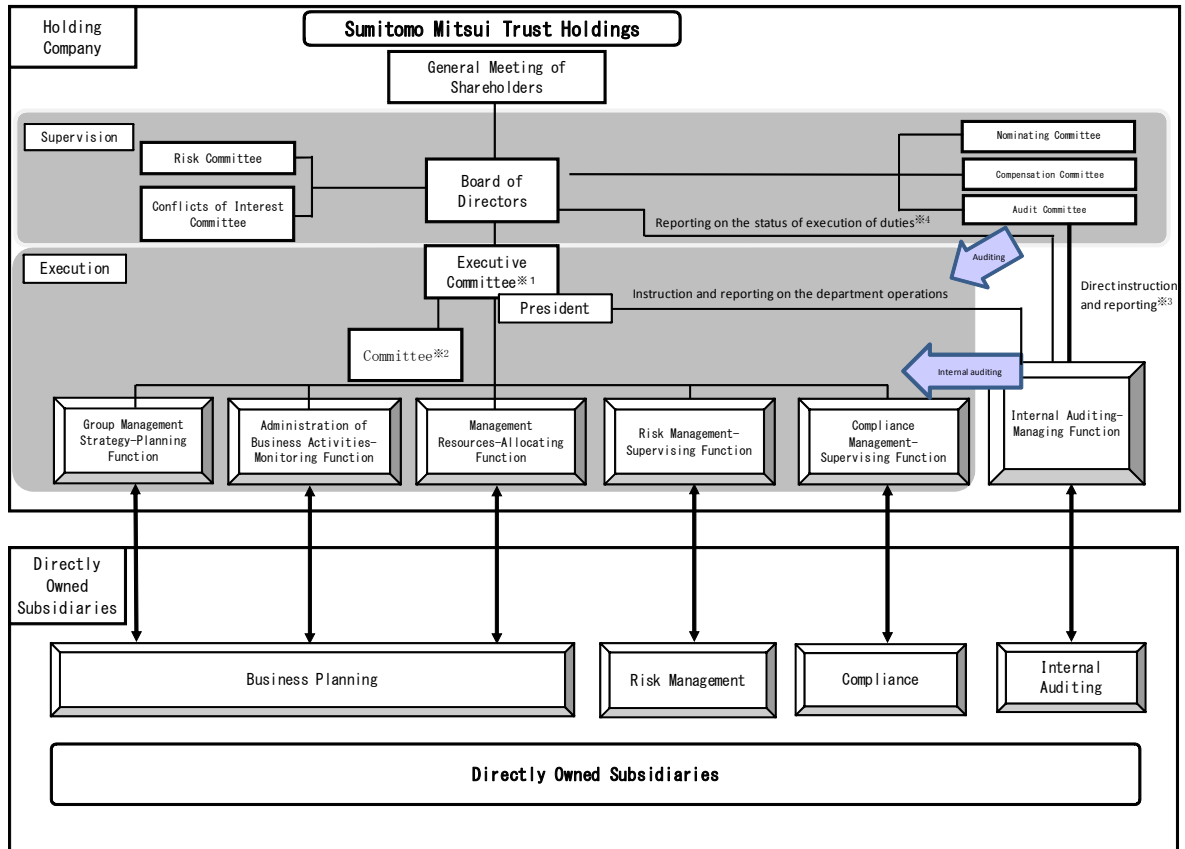 Holding
Company
Sumitomo Mitsui Trust Holdings
General Meeting of
Shareholders
Supervision
Risk Committee
Conflicts of Interest
Committee
Board of
Directors
Nominating Committee
Compensation Committee
Audit Committee
Reporting on the status of execution of duties※4
Execution
Executive
Committee※1
Auditing
President
Instruction and reporting on the department operations
Direct instruction
and reporting※3
Committee※2
Internal auditing
Group Management
Strategy-Planning
Function
Administration of
Business Activities-
Monitoring Function
Management
Resources-Allocating
Function
Risk Management-
Supervising Function
Compliance
Management-
Supervising Function
Internal Auditing-
Managing Function
Directly
Owned
Subsidiaries
Business Planning
Risk Management
Compliance
Internal
Auditing
Directly Owned Subsidiaries